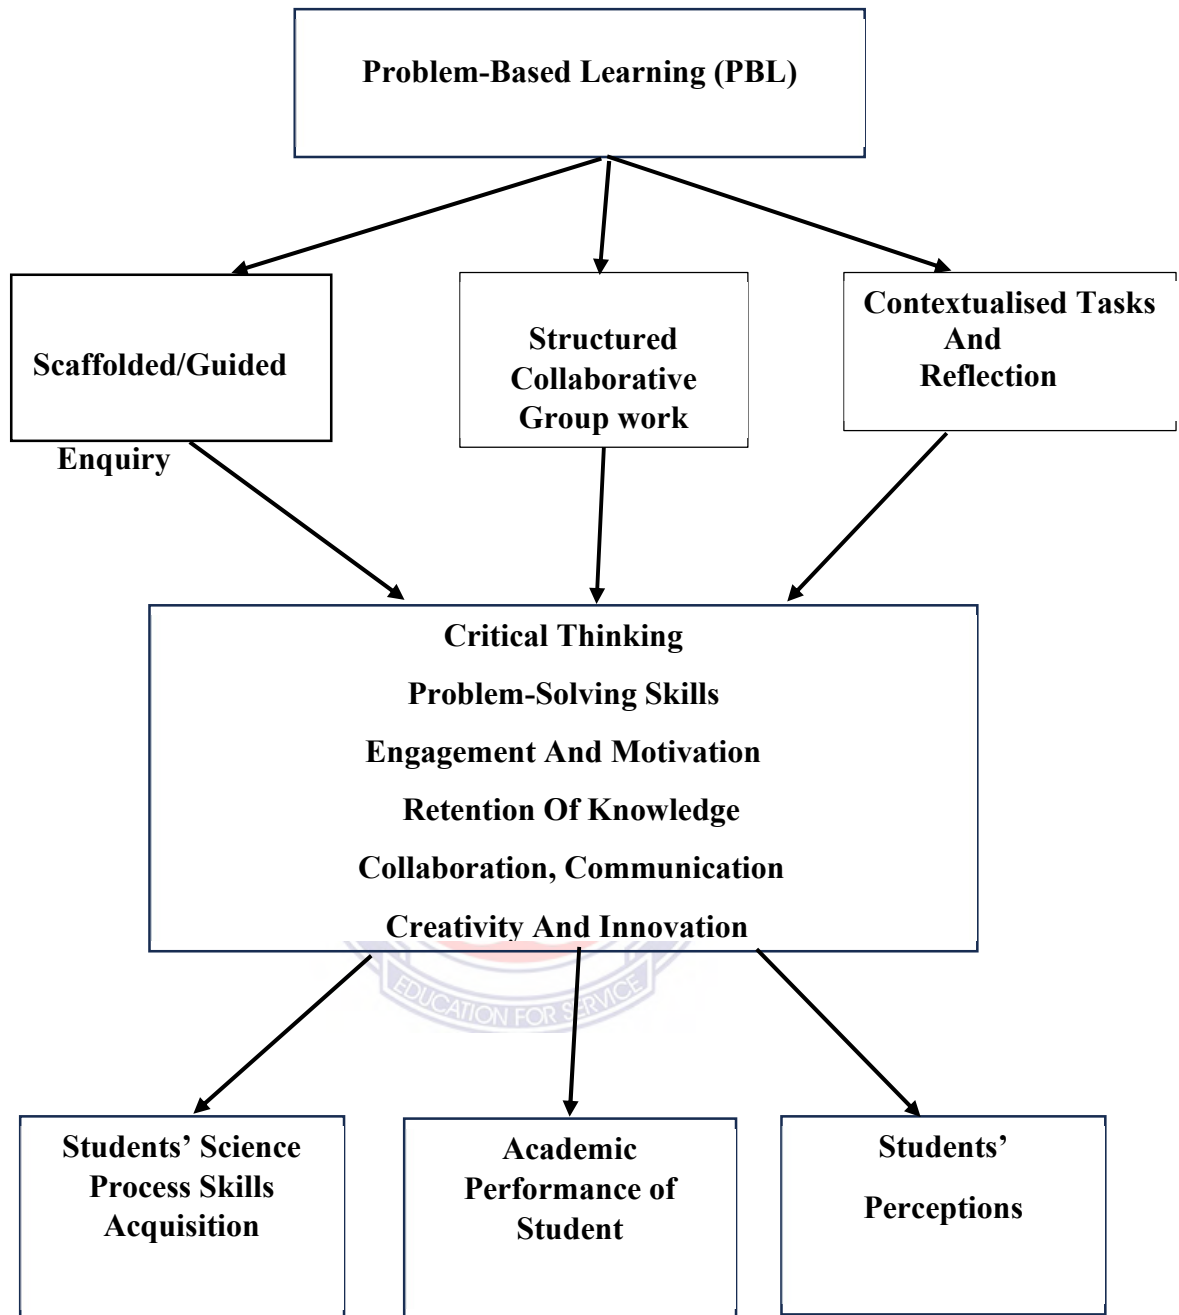 Problem-Based Learning (PBL)
Scaffolded/Guided
Enquiry
Structured
Collaborative
Group work
Contextualised Tasks
And
Reflection
Critical Thinking
Problem-Solving Skills
Engagement And Motivation
Retention Of Knowledge
Collaboration, Communication
Creativity And Innovation
EDUCATION FOR SERVICE
Students’ Science
Process Skills
Acquisition
Academic
Performance of
Student
Students’
Perceptions